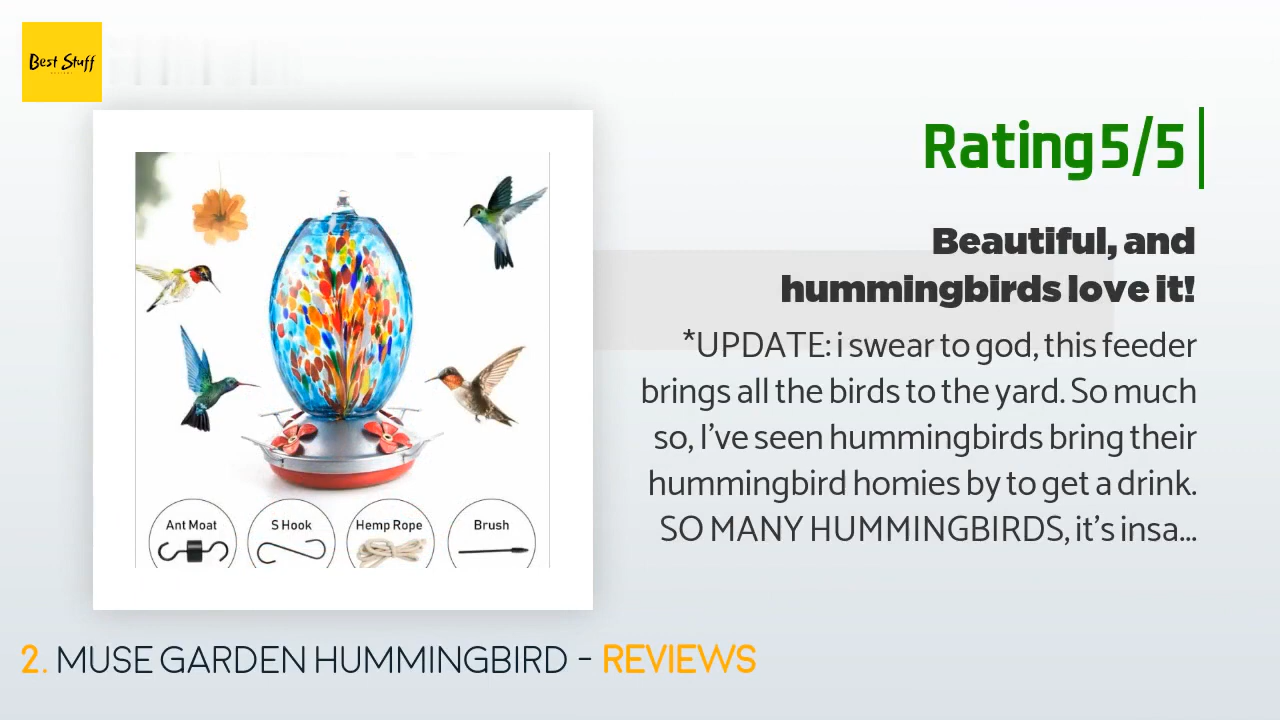 Best Stuff
Rating 5/5
Beautiful, and
hummingbirds love it!
*UPDATE: i swear to god, this feeder
brings all the birds to the yard. So much
so, I've seen hummingbirds bring their
hummingbird homies by to get a drink.
SO MANY HUMMINGBIRDS, it's insa...
Ant Moat
S Hook
Hemp Rope
Brush
2. MUSE GARDEN HUMMINGBIRD - REVIEWS